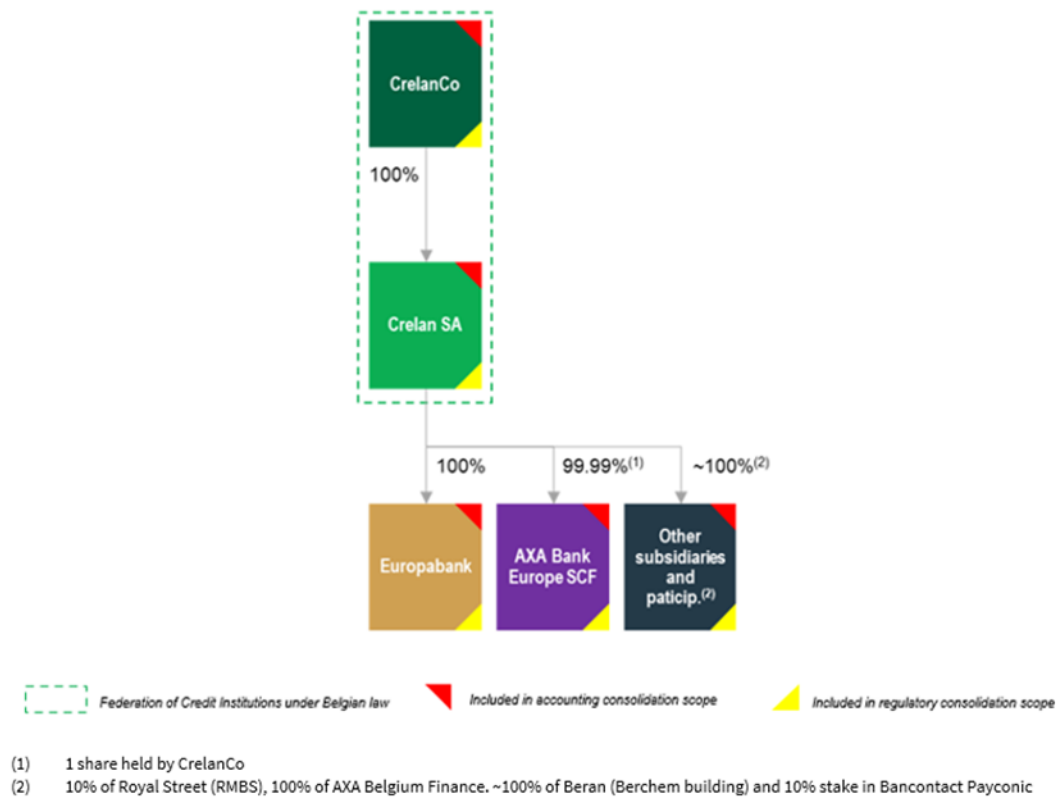 CrelanCo
100%
Crelan SA
100%
99.99%(1)
~100%(2)
Europabank
AXA Bank
Europe SCF
Other
subsidiaries
and
paticip.(2)
Federation of Credit Institutions under Belgian law
Included in accounting consolidation scope
Included in regulatory consolidation scope
(1) 1 share held by CrelanCo
(2) 10% of Royal Street (RMBS), 100% of AXA Belgium Finance. ~100% of Beran (Berchem building) and 10% stake in Bancontact Payconic